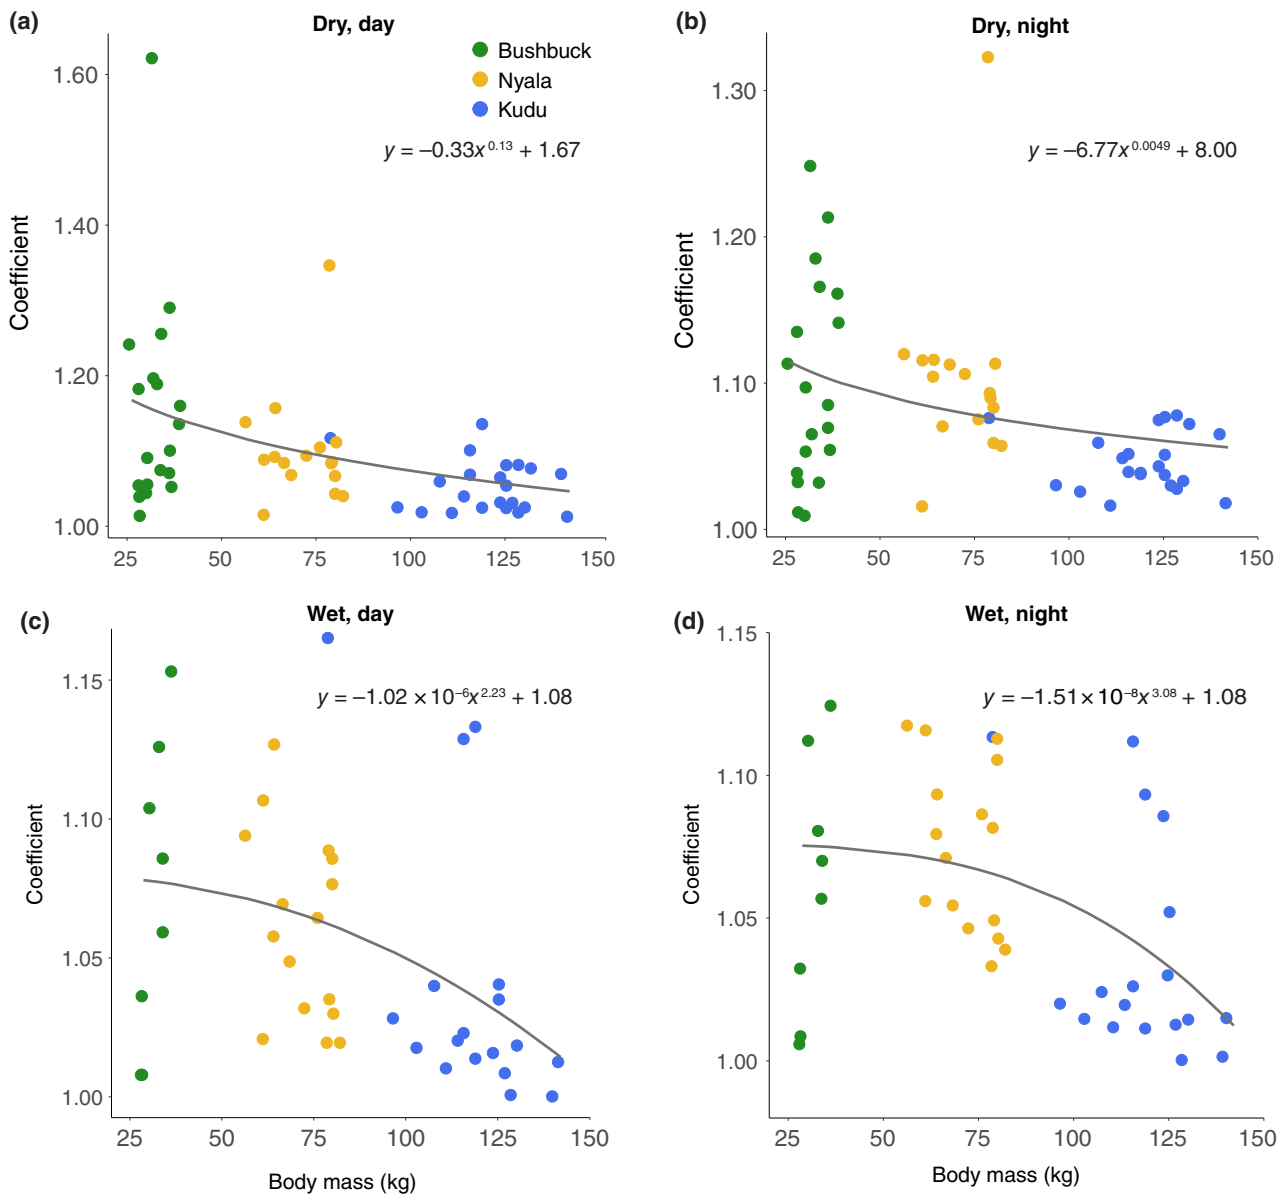 (a)
Dry, day
Bushbuck
Nyala
Kudu
y = –0.33x^0.13 + 1.67
Coefficient
1.60
1.40
1.20
1.00
25 50 75 100 125 150
(b)
Dry, night
y = –6.77x^0.0049 + 8.00
Coefficient
1.30
1.20
1.10
1.00
25 50 75 100 125 150
(c)
Wet, day
y = –1.02 × 10^–6x^2.23 + 1.08
Coefficient
1.15
1.10
1.05
1.00
25 50 75 100 125 150
Body mass (kg)
(d)
Wet, night
y = –1.51 × 10^–8x^3.08 + 1.08
Coefficient
1.15
1.10
1.05
1.00
25 50 75 100 125 150
Body mass (kg)